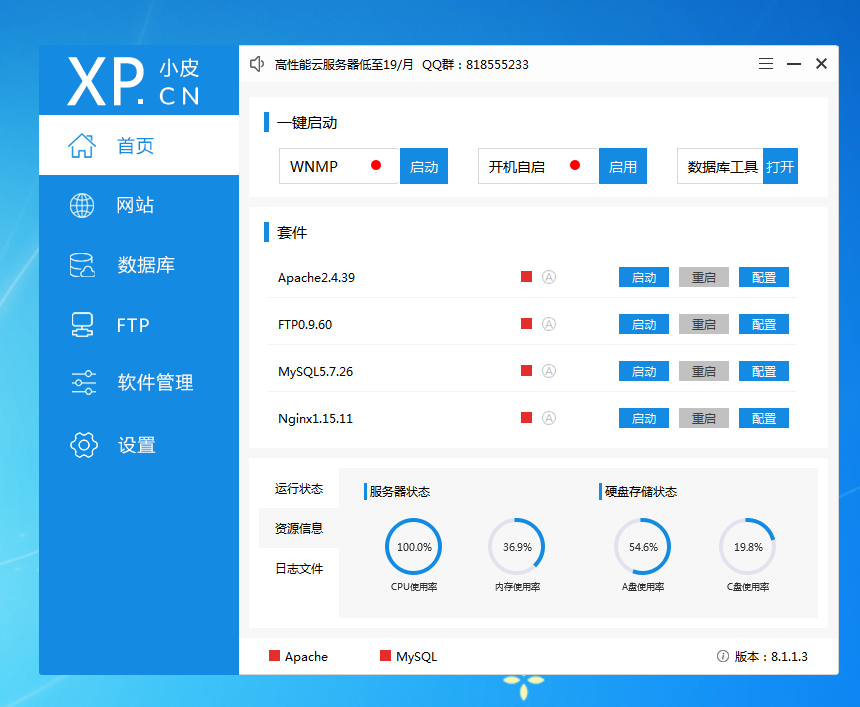 XP.CN 小皮
高性能云服务器低至19/月 QQ群：818555233
首页
网站
数据库
FTP
软件管理
设置
一键启动
WNMP 启动 开机自启 启用 数据库工具 打开
套件
Apache2.4.39 A 启动 重启 配置
FTP0.9.60 A 启动 重启 配置
MySQL5.7.26 A 启动 重启 配置
Nginx1.15.11 A 启动 重启 配置
运行状态
资源信息
日志文件
服务器状态 硬盘存储状态
100.0% 36.9% 54.6% 19.8%
CPU使用率 内存使用率 A盘使用率 C盘使用率
Apache MySQL 版本：8.1.1.3